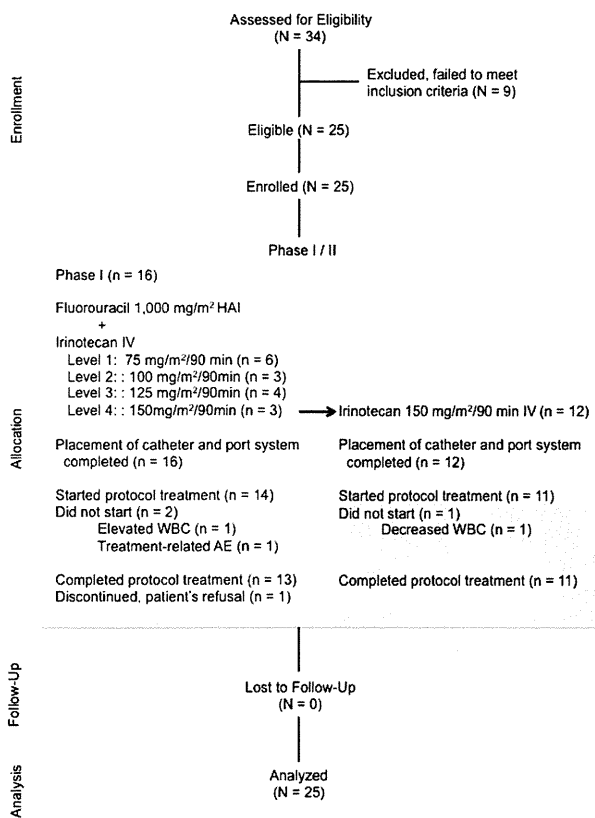 Assessed for Eligibility
(N = 34)
Excluded, failed to meet
inclusion criteria (N = 9)
Enrollment
Eligible (N = 25)
Enrolled (N = 25)
Phase I / II
Phase I (n = 16)
Fluorouracil 1,000 mg/m² HAI
+
Irinotecan IV
Level 1: 75 mg/m²/90 min (n = 6)
Level 2: : 100 mg/m²/90min (n = 3)
Level 3: : 125 mg/m²/90min (n = 4)
Level 4: : 150mg/m²/90min (n = 3)
Irinotecan 150 mg/m²/90 min IV (n = 12)
Allocation
Placement of catheter and port system
completed (n = 16)
Placement of catheter and port system
completed (n = 12)
Started protocol treatment (n = 14)
Did not start (n = 2)
Elevated WBC (n = 1)
Treatment-related AE (n = 1)
Started protocol treatment (n = 11)
Did not start (n = 1)
Decreased WBC (n = 1)
Completed protocol treatment (n = 13)
Discontinued, patient's refusal (n = 1)
Completed protocol treatment (n = 11)
Follow-Up
Lost to Follow-Up
(N = 0)
Analysis
Analyzed
(N = 25)